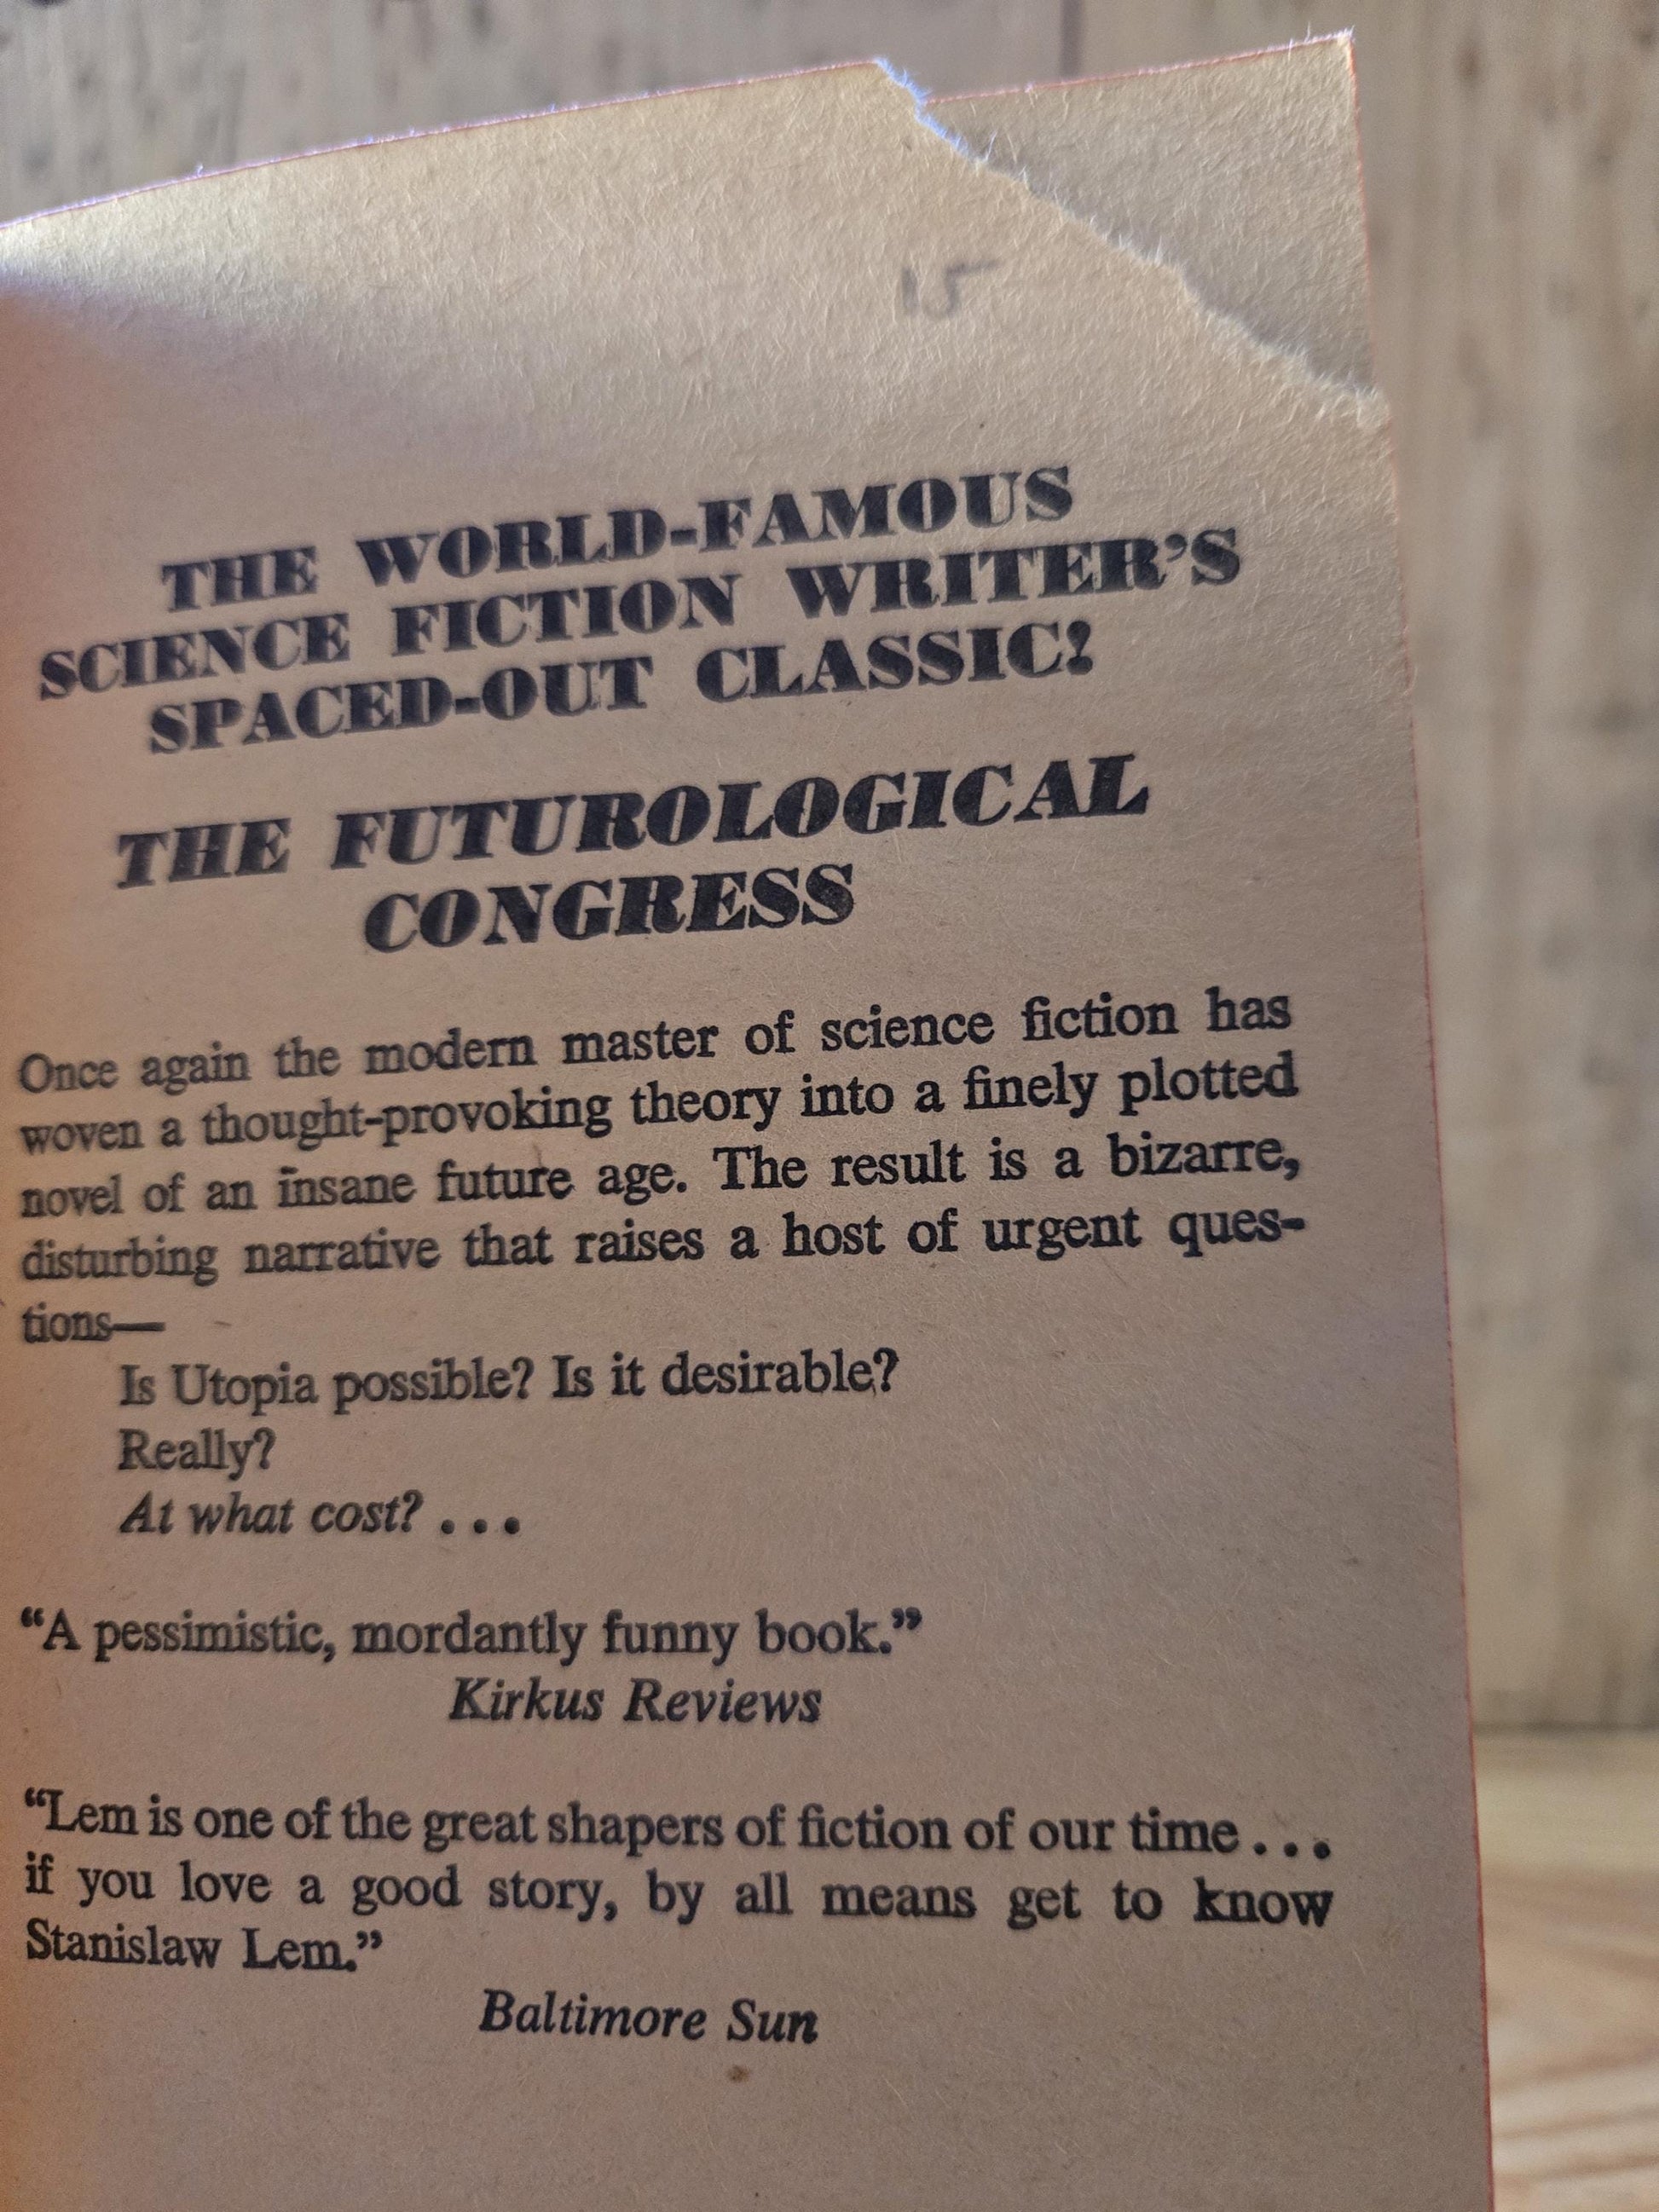 15
THE WORLD-FAMOUS
SCIENCE FICTION WRITER'S
SPACED-OUT CLASSIC!
THE FUTUROLOGICAL
CONGRESS
Once again the modern master of science fiction has
woven a thought-provoking theory into a finely plotted
novel of an insane future age. The result is a bizarre,
disturbing narrative that raises a host of urgent ques-
tions—
Is Utopia possible? Is it desirable?
Really?
At what cost? . . .
“A pessimistic, mordantly funny book.”
Kirkus Reviews
“Lem is one of the great shapers of fiction of our time . . .
if you love a good story, by all means get to know
Stanislaw Lem.”
Baltimore Sun